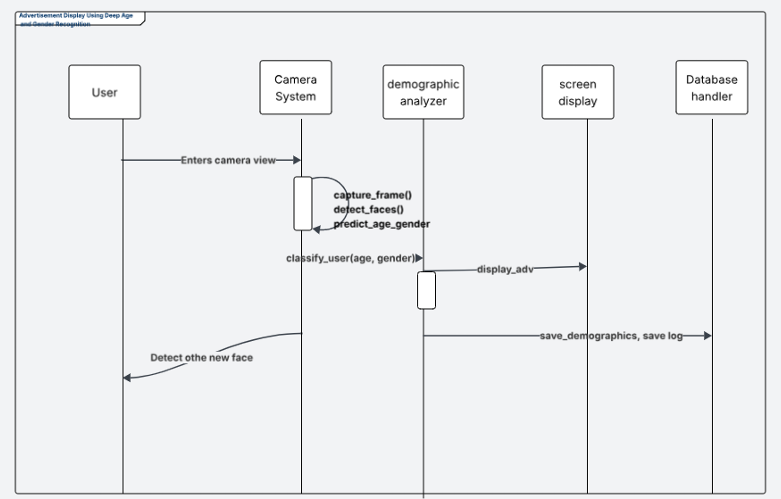 Advertisement Display Using Deep Age
and Gender Recognition
User
Camera
System
demographic
analyzer
screen
display
Database
handler
Enters camera view
capture_frame()
detect_faces()
predict_age_gender
classify_user(age, gender)
display_adv
save_demographics, save log
Detect othe new face